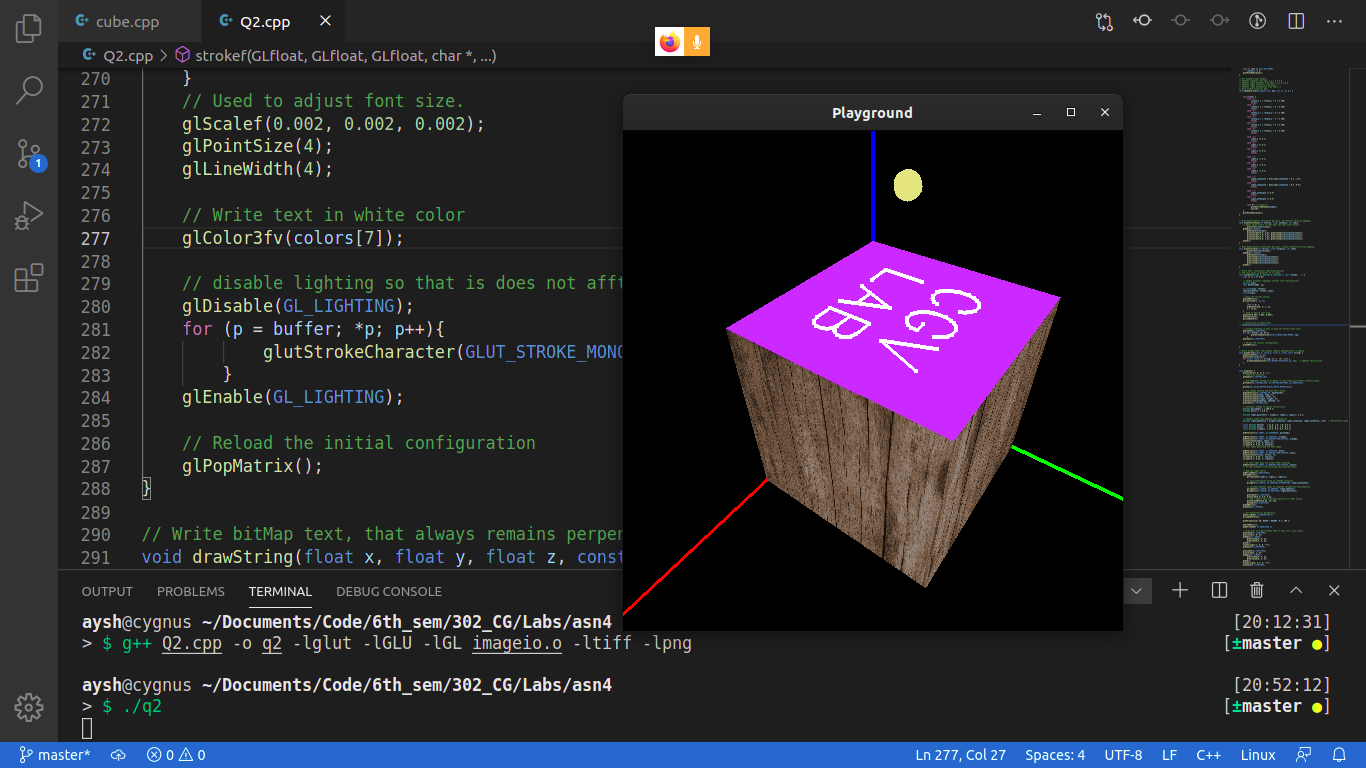 cube.cpp
Q2.cpp
Q2.cpp > strokef(GLfloat, GLfloat, GLfloat, char *, ...)
270 }
271 // Used to adjust font size.
272 glScalef(0.002, 0.002, 0.002);
273 glPointSize(4);
274 glLineWidth(4);
275
276 // Write text in white color
277 glColor3fv(colors[7]);
278
279 // disable lighting so that is does not afft
280 glDisable(GL_LIGHTING);
281 for (p = buffer; *p; p++){
282 glutStrokeCharacter(GLUT_STROKE_MONO
283 }
284 glEnable(GL_LIGHTING);
285
286 // Reload the initial configuration
287 glPopMatrix();
288 }
289
290 // Write bitMap text, that always remains perpen
291 void drawString(float x, float y, float z, const
Playground
CGV
LAB
OUTPUT PROBLEMS TERMINAL DEBUG CONSOLE
aysh@cygnus ~/Documents/Code/6th_sem/302_CG/Labs/asn4 [20:12:31]
> $ g++ Q2.cpp -o q2 -lglut -lGLU -lGL imageio.o -ltiff -lpng [±master ●]
aysh@cygnus ~/Documents/Code/6th_sem/302_CG/Labs/asn4 [20:52:12]
> $ ./q2 [±master ●]
1
master* 0 0 Ln 277, Col 27 Spaces: 4 UTF-8 LF C++ Linux